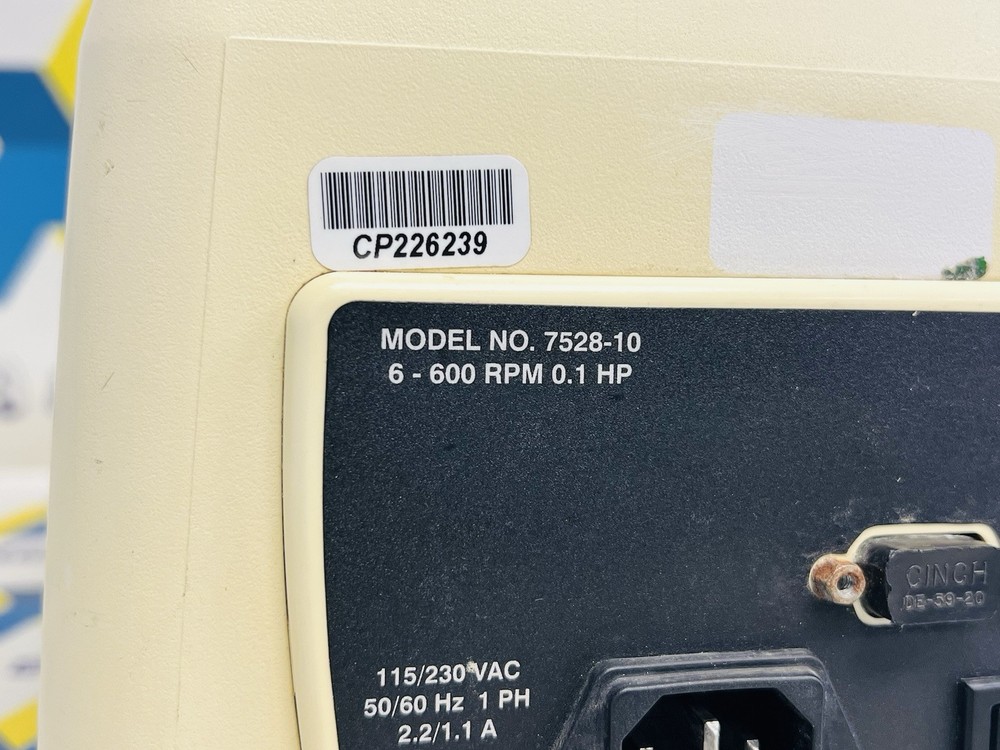 CP226239
MODEL NO. 7528-10
6 - 600 RPM 0.1 HP
CINCH
DE-59-20
115/230 VAC
50/60 Hz 1 PH
2.2/1.1 A